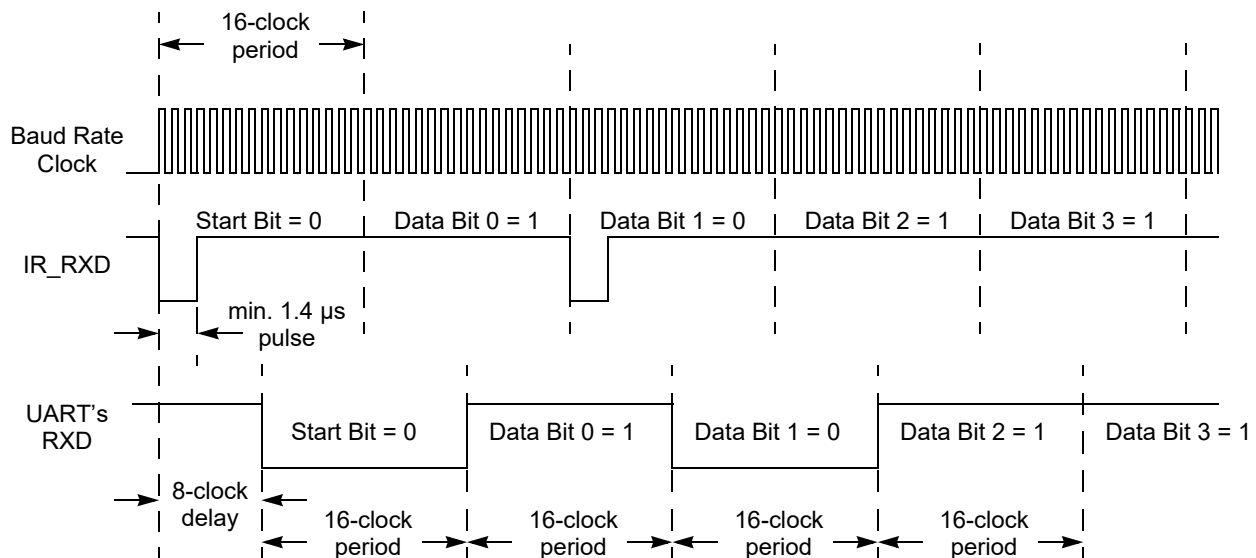 16-clock
period
Baud Rate
Clock
Start Bit = 0
Data Bit 0 = 1
Data Bit 1 = 0
Data Bit 2 = 1
Data Bit 3 = 1
IR_RXD
min. 1.4 µs
pulse
UART's
RXD
Start Bit = 0
Data Bit 0 = 1
Data Bit 1 = 0
Data Bit 2 = 1
Data Bit 3 = 1
8-clock
delay
16-clock
period
16-clock
period
16-clock
period
16-clock
period